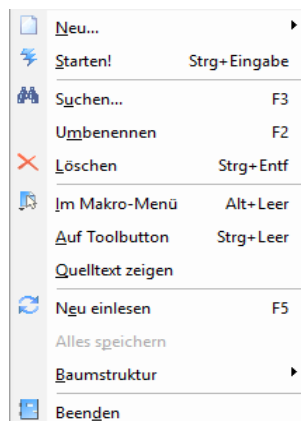 Neu...
Starten! Strg+Eingabe
Suchen... F3
Umbenennen F2
Löschen Strg+Entf
Im Makro-Menü Alt+Leer
Auf Toolbutton Strg+Leer
Quelltext zeigen
Neu einlesen F5
Alles speichern
Baumstruktur
Beenden